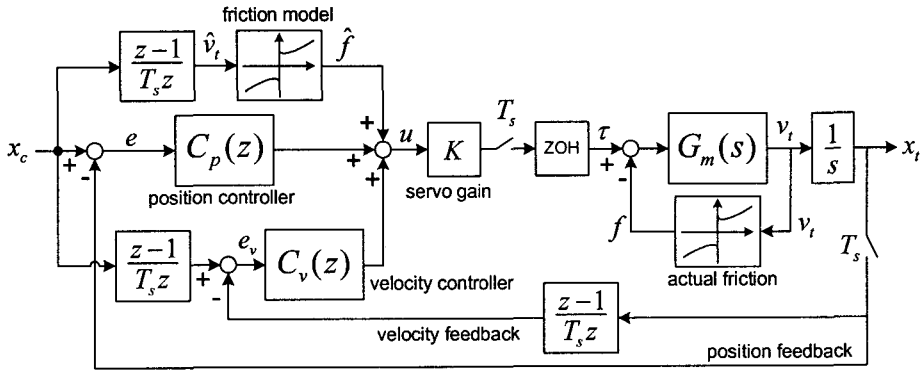 friction model
z − 1
T_s z
v̂_t
f̂
x_c
+
-
e
C_p(z)
position controller
+
+
+
u
K
servo gain
T_s
ZOH
τ
+
-
G_m(s)
v_t
1
s
x_t
f
v_t
actual friction
T_s
z − 1
T_s z
+
-
e_v
C_v(z)
velocity controller
z − 1
T_s z
velocity feedback
position feedback